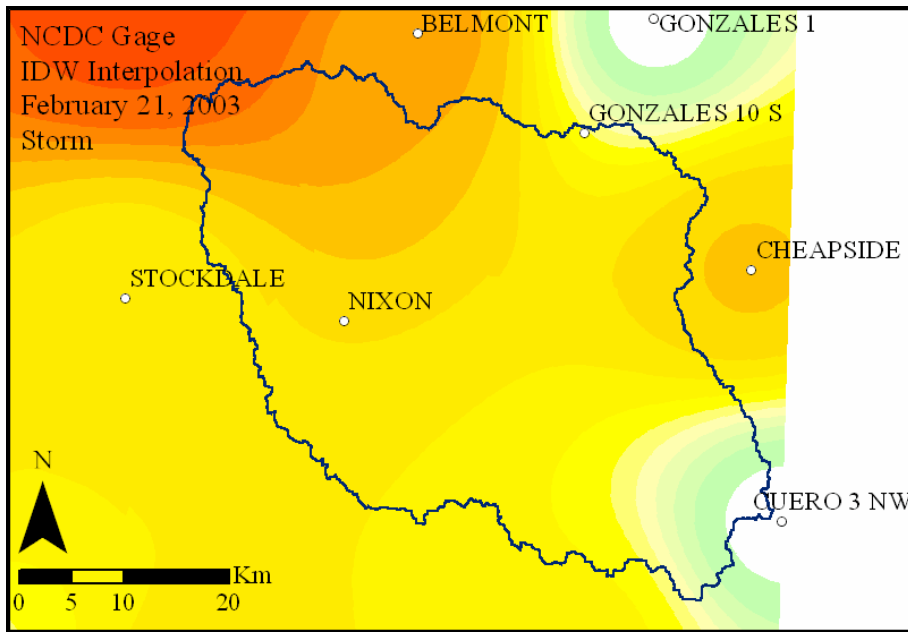 NCDC Gage
IDW Interpolation
February 21, 2003
Storm
BELMONT
GONZALES 1
GONZALES 10 S
CHEAPSIDE
STOCKDALE
NIXON
CUERO 3 NW
N
Km
0 5 10 20